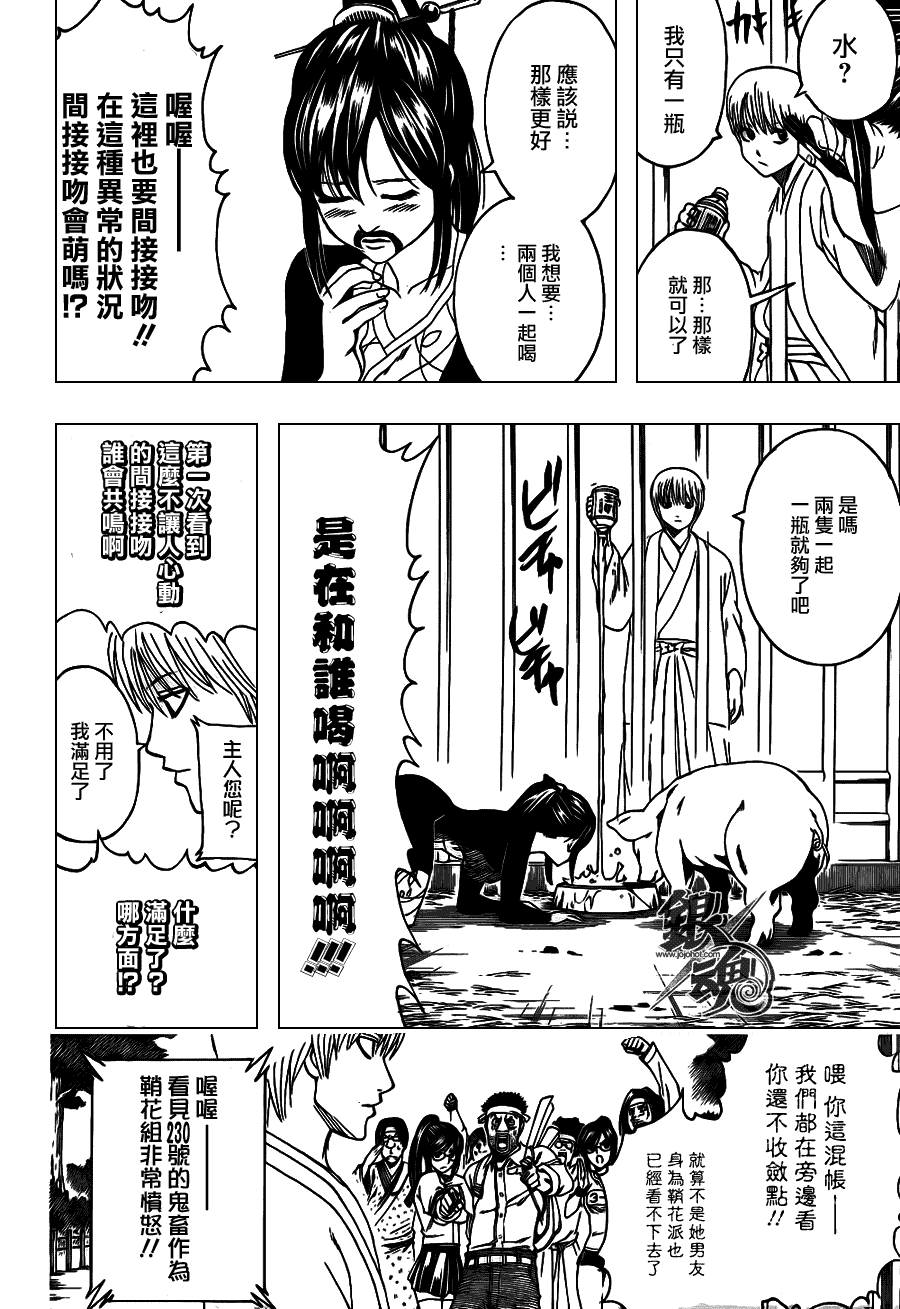 水?
我只有一瓶
那…那樣
就可以了
應該說…
那樣更好
我想要…
兩個人一起喝
…
喔喔——
這裡也要間接接吻!!
在這種異常的狀況
間接接吻會萌嗎!?
是嗎
兩隻一起
一瓶就夠了吧
ビチャ
ビチャ
是在和誰喝啊啊啊啊!!!
第一次看到
這麼不讓人心動
的間接接吻
誰會共鳴啊
主人您呢?
不用了
我滿足了
什麼
滿足了?
哪方面!?
銀魂
www.jojohot.com
喂 你這混帳——
我們都在旁邊看
你還不收斂點!!
就算不是她男友
身為鞘花派也
已經看不下去了
喔喔——
看見230號的鬼畜作為
鞘花組非常憤怒!!